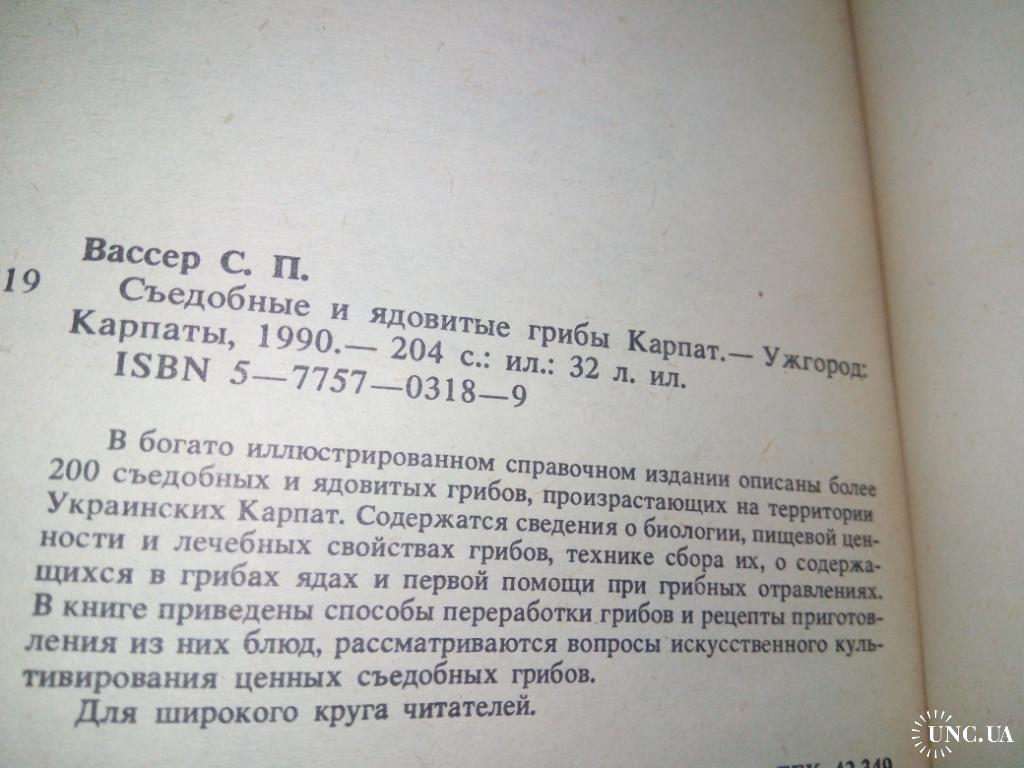 Вассер С. П.
19 Съедобные и ядовитые грибы Карпат.— Ужгород:
Карпаты, 1990.— 204 с.: ил.: 32 л. ил.
ISBN 5—7757—0318—9
В богато иллюстрированном справочном издании описаны более
200 съедобных и ядовитых грибов, произрастающих на территории
Украинских Карпат. Содержатся сведения о биологии, пищевой цен-
ности и лечебных свойствах грибов, технике сбора их, о содержа-
щихся в грибах ядах и первой помощи при грибных отравлениях.
В книге приведены способы переработки грибов и рецепты приготов-
ления из них блюд, рассматриваются вопросы искусственного куль-
тивирования ценных съедобных грибов.
Для широкого круга читателей.
42.349
UNC.UA